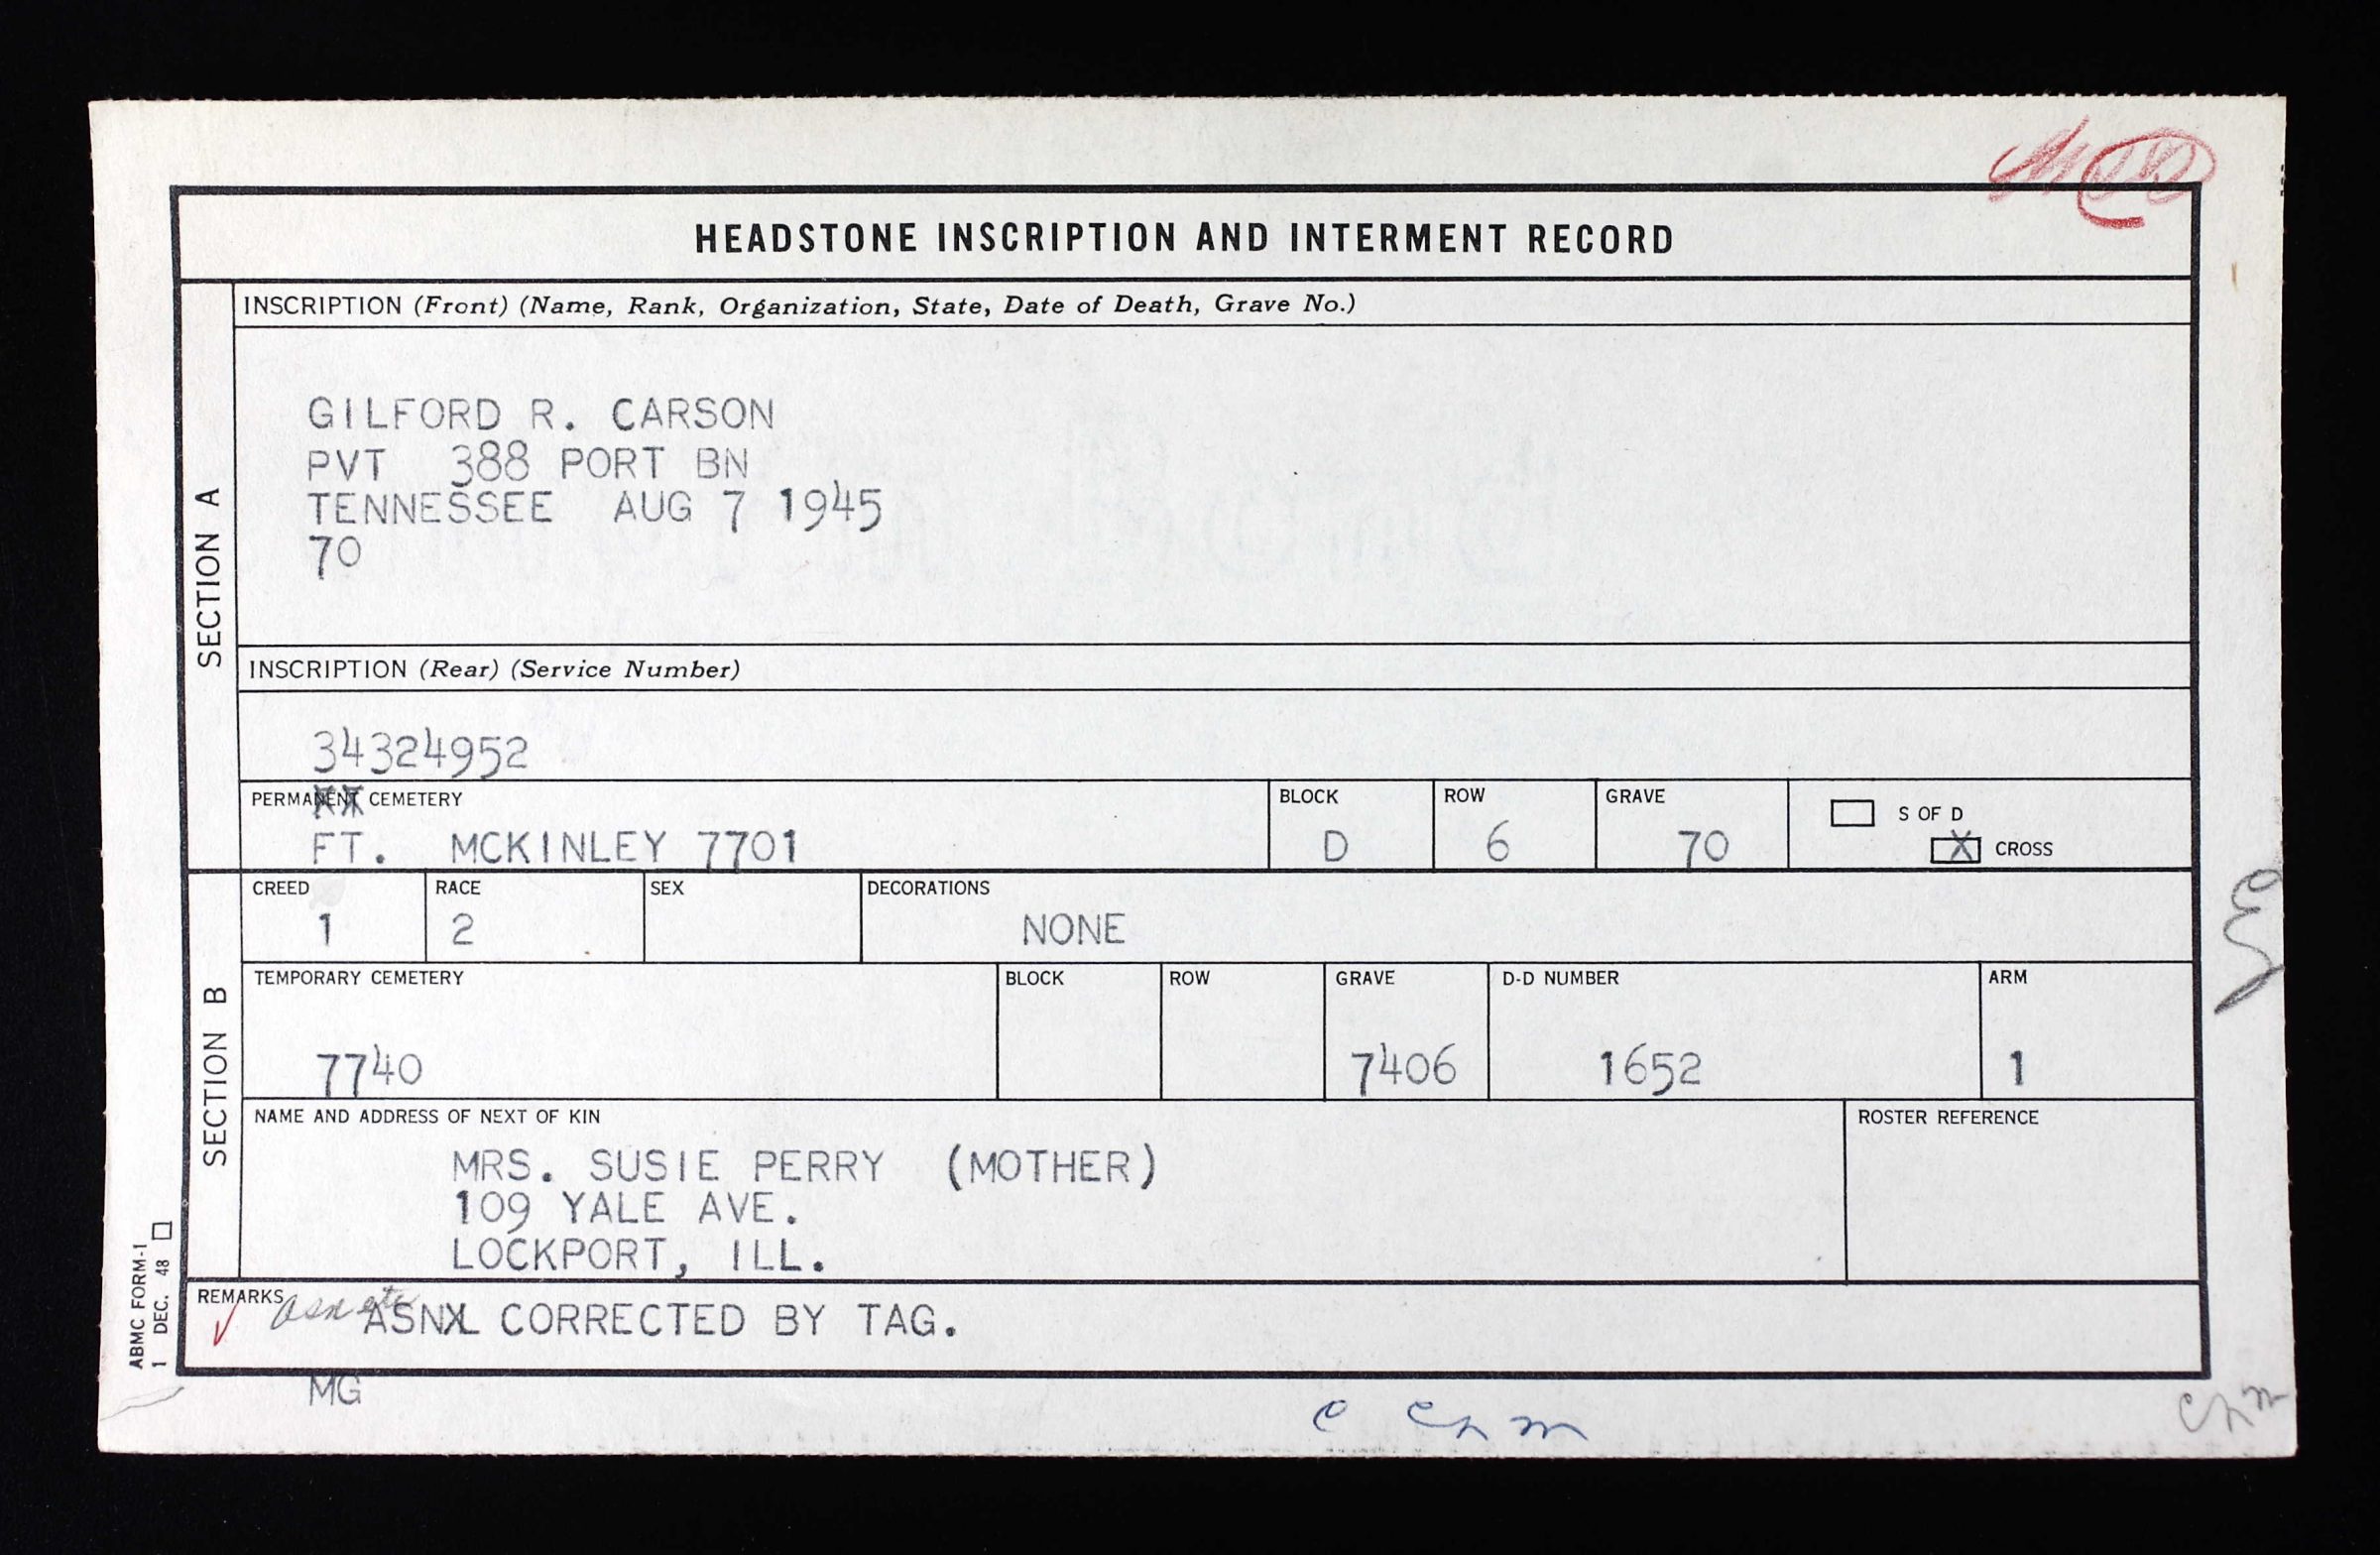 HEADSTONE INSCRIPTION AND INTERMENT RECORD
SECTION A
INSCRIPTION (Front) (Name, Rank, Organization, State, Date of Death, Grave No.)
GILFORD R. CARSON
PVT 388 PORT BN
TENNESSEE AUG 7 1945
70
INSCRIPTION (Rear) (Service Number)
34324952
PERMANENT CEMETERY
FT. MCKINLEY 7701
BLOCK
D
ROW
6
GRAVE
70
S OF D
X CROSS
SECTION B
CREED
1
RACE
2
SEX
DECORATIONS
NONE
TEMPORARY CEMETERY
7740
BLOCK
ROW
GRAVE
7406
D-D NUMBER
1652
ARM
1
NAME AND ADDRESS OF NEXT OF KIN
MRS. SUSIE PERRY (MOTHER)
109 YALE AVE.
LOCKPORT, ILL.
ROSTER REFERENCE
REMARKS
ASN CORRECTED BY TAG.
ABMC FORM-1
1 DEC. 48
MG